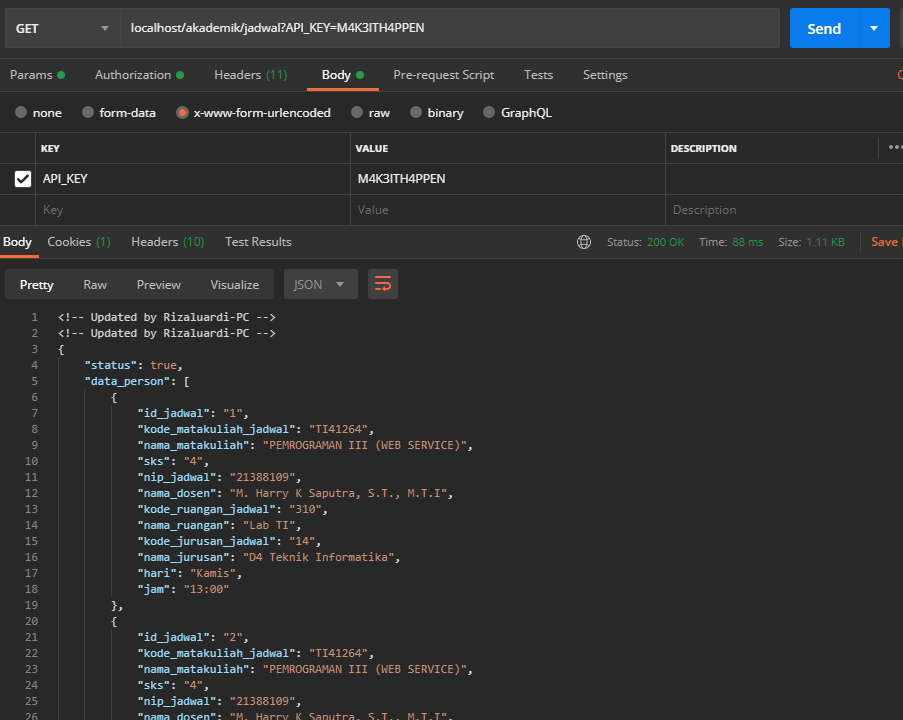 GET localhost/akademik/jadwal?API_KEY=M4K3ITH4PPEN Send
Params Authorization Headers (11) Body Pre-request Script Tests Settings
none form-data x-www-form-urlencoded raw binary GraphQL
KEY VALUE DESCRIPTION
API_KEY M4K3ITH4PPEN
Key Value Description
Body Cookies (1) Headers (10) Test Results Status: 200 OK Time: 88 ms Size: 1.11 KB Save
Pretty Raw Preview Visualize JSON
1 <!-- Updated by Rizaluardi-PC -->
2 <!-- Updated by Rizaluardi-PC -->
3 {
4 "status": true,
5 "data_person": [
6 {
7 "id_jadwal": "1",
8 "kode_matakuliah_jadwal": "TI41264",
9 "nama_matakuliah": "PEMROGRAMAN III (WEB SERVICE)",
10 "sks": "4",
11 "nip_jadwal": "21388109",
12 "nama_dosen": "M. Harry K Saputra, S.T., M.T.I",
13 "kode_ruangan_jadwal": "310",
14 "nama_ruangan": "Lab TI",
15 "kode_jurusan_jadwal": "14",
16 "nama_jurusan": "D4 Teknik Informatika",
17 "hari": "Kamis",
18 "jam": "13:00"
19 },
20 {
21 "id_jadwal": "2",
22 "kode_matakuliah_jadwal": "TI41264",
23 "nama_matakuliah": "PEMROGRAMAN III (WEB SERVICE)",
24 "sks": "4",
25 "nip_jadwal": "21388109",
26 "nama_dosen": "M. Harry K Saputra, S.T., M.T.I",